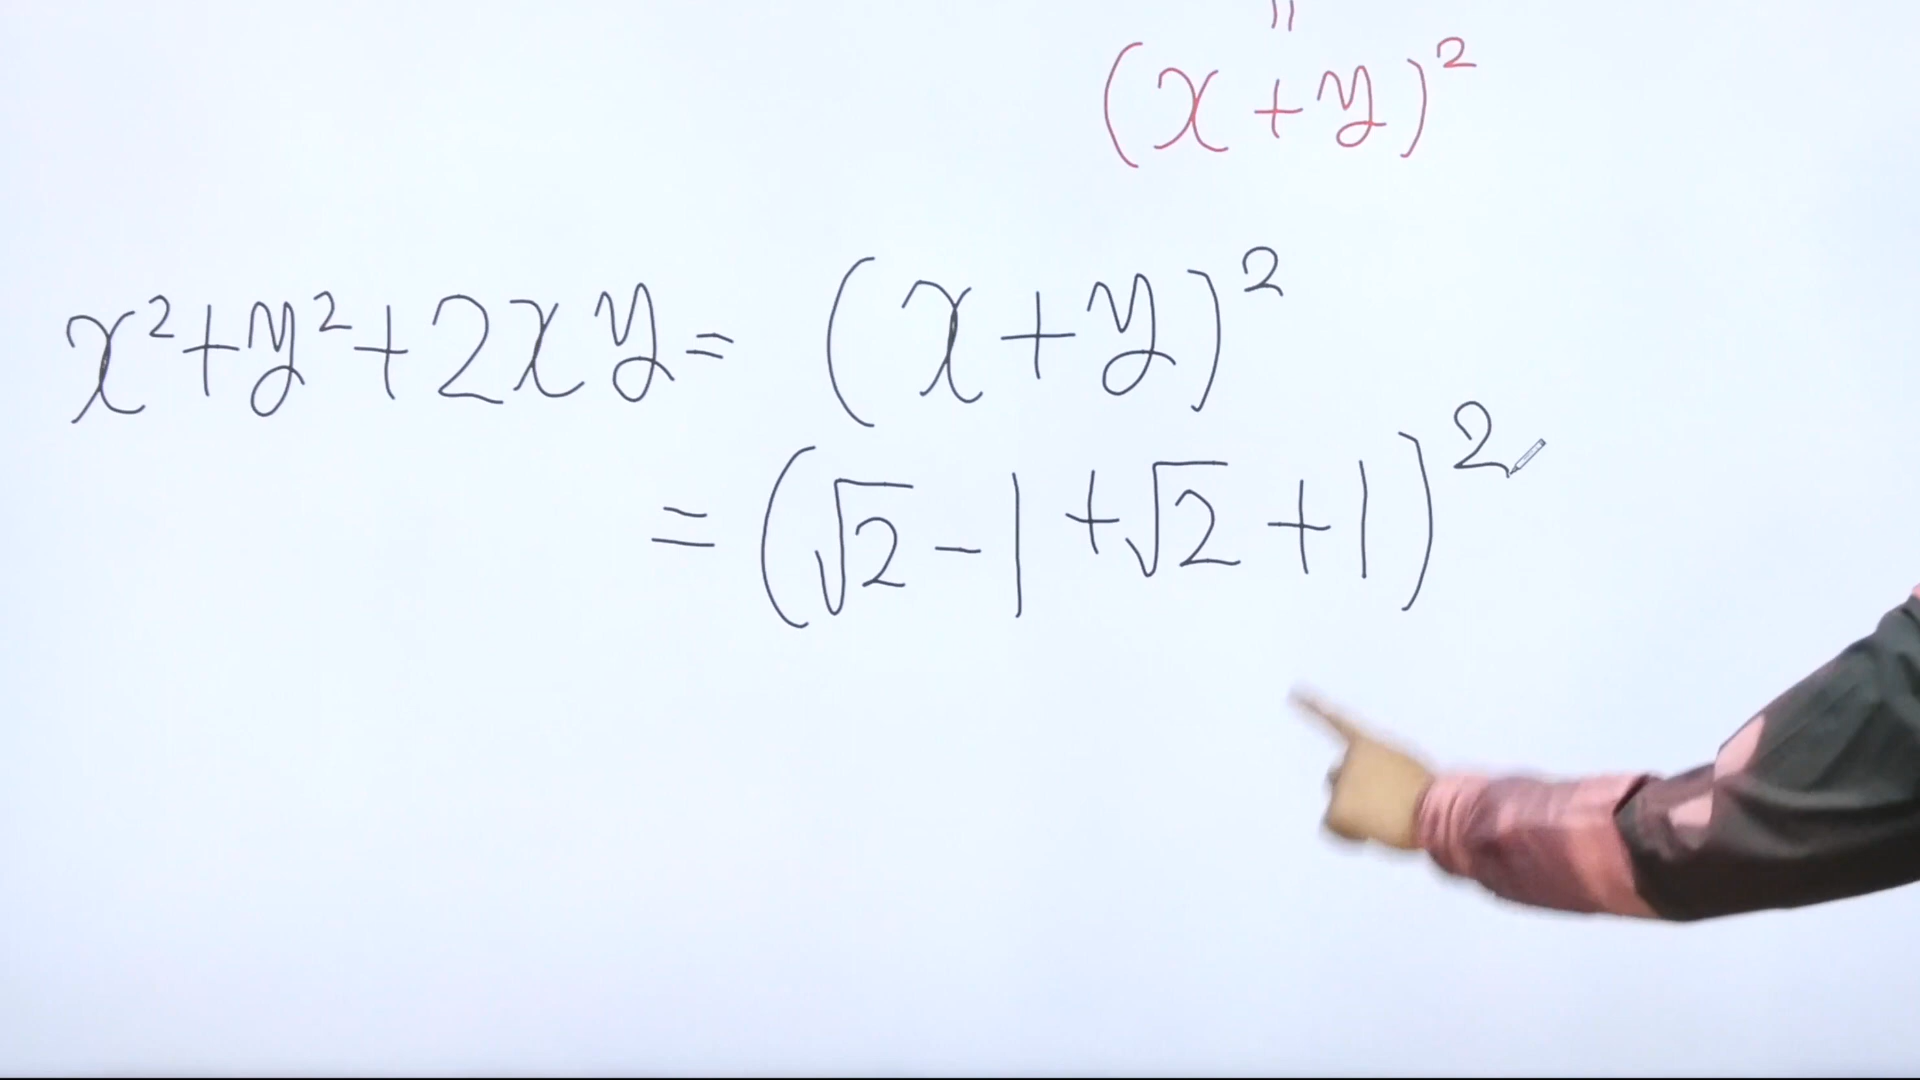 (x+y)²
x²+y²+2xy= (x+y)²
= (√2-1+√2+1)²